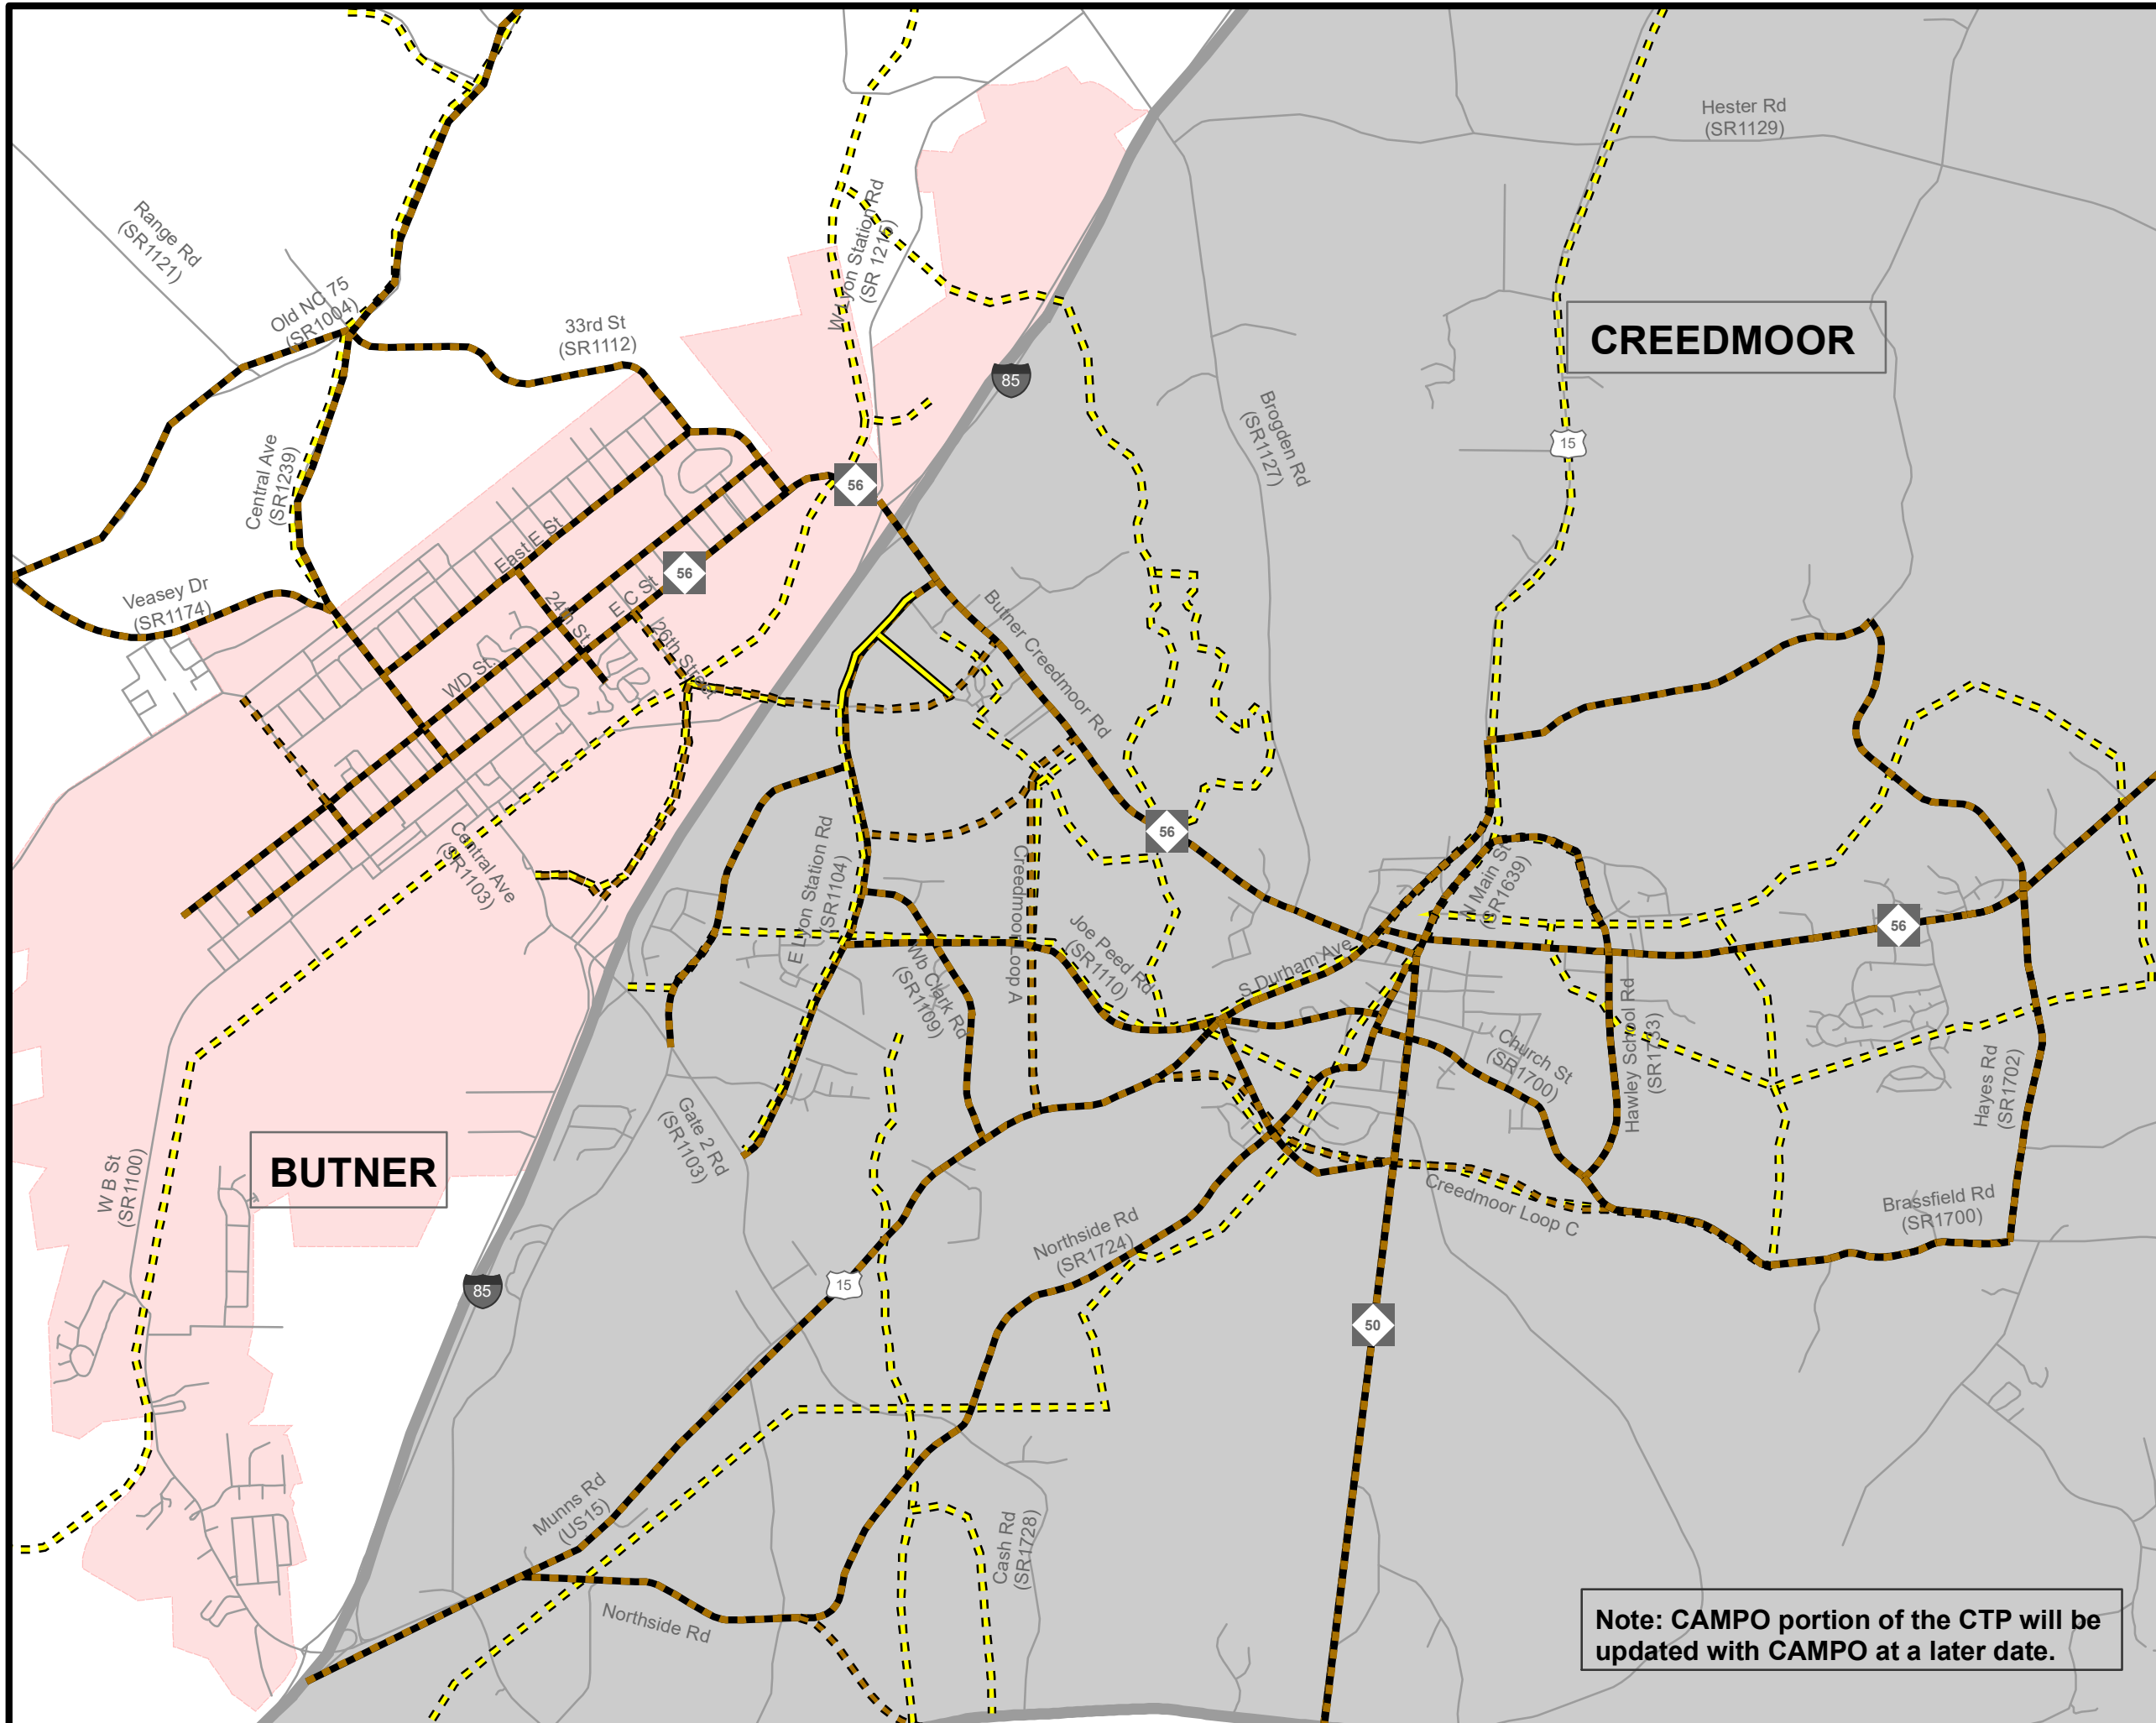 Hester Rd
(SR1129)
Range Rd
(SR1121)
W Lyon Station Rd
(SR 1215)
Old NC 75
(SR1004)
33rd St
(SR1112)
CREEDMOOR
85
15
Brogden Rd
(SR1127)
Central Ave
(SR1239)
56
East E St
56
Veasey Dr
(SR1174)
24th St
E C St
26th Street
Butner Creedmoor Rd
WD St.
56
Central Ave
(SR1103)
E Lyon Station Rd
(SR1104)
Creedmoor Loop A
N Main St
(SR1639)
56
Joe Peed Rd
(SR1110)
S Durham Ave
Wb Clark Rd
(SR1109)
Hawley School Rd
(SR1733)
Church St
(SR1700)
Hayes Rd
(SR1702)
Gate 2 Rd
(SR1103)
BUTNER
W B St
(SR1100)
Creedmoor Loop C
Brassfield Rd
(SR1700)
Northside Rd
(SR1724)
85
15
50
Munns Rd
(US15)
Cash Rd
(SR1728)
Northside Rd
Note: CAMPO portion of the CTP will be
updated with CAMPO at a later date.